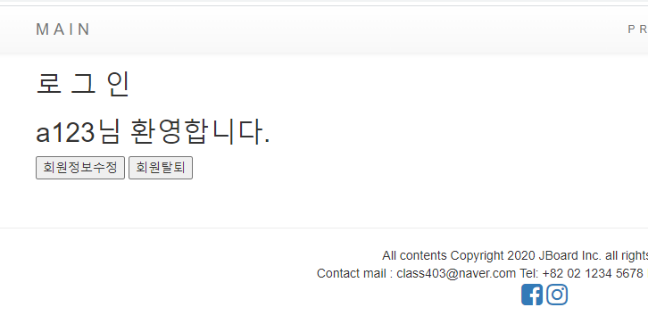 MAIN PR
로 그 인
a123님 환영합니다.
회원정보수정 회원탈퇴
All contents Copyright 2020 JBoard Inc. all rights
Contact mail : class403@naver.com Tel: +82 02 1234 5678